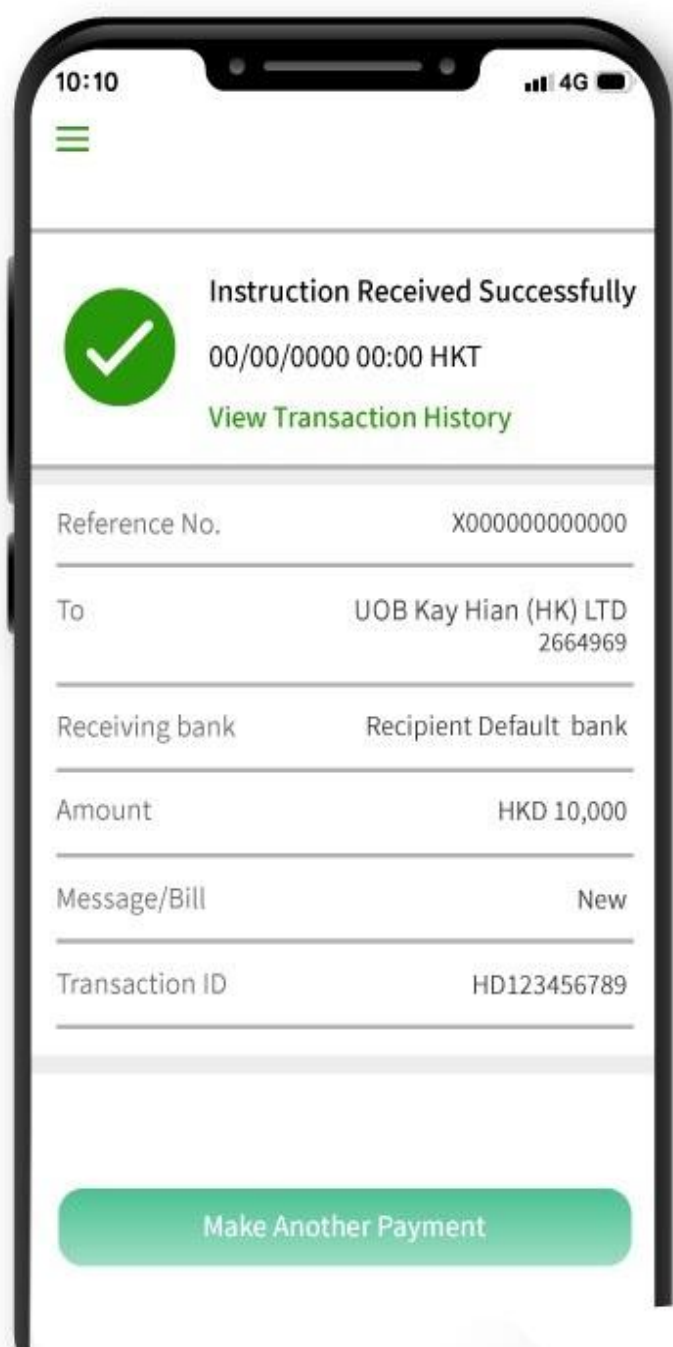 10:10
4G
Instruction Received Successfully
00/00/0000 00:00 HKT
View Transaction History
Reference No. X000000000000
To UOB Kay Hian (HK) LTD
2664969
Receiving bank Recipient Default bank
Amount HKD 10,000
Message/Bill New
Transaction ID HD123456789
Make Another Payment